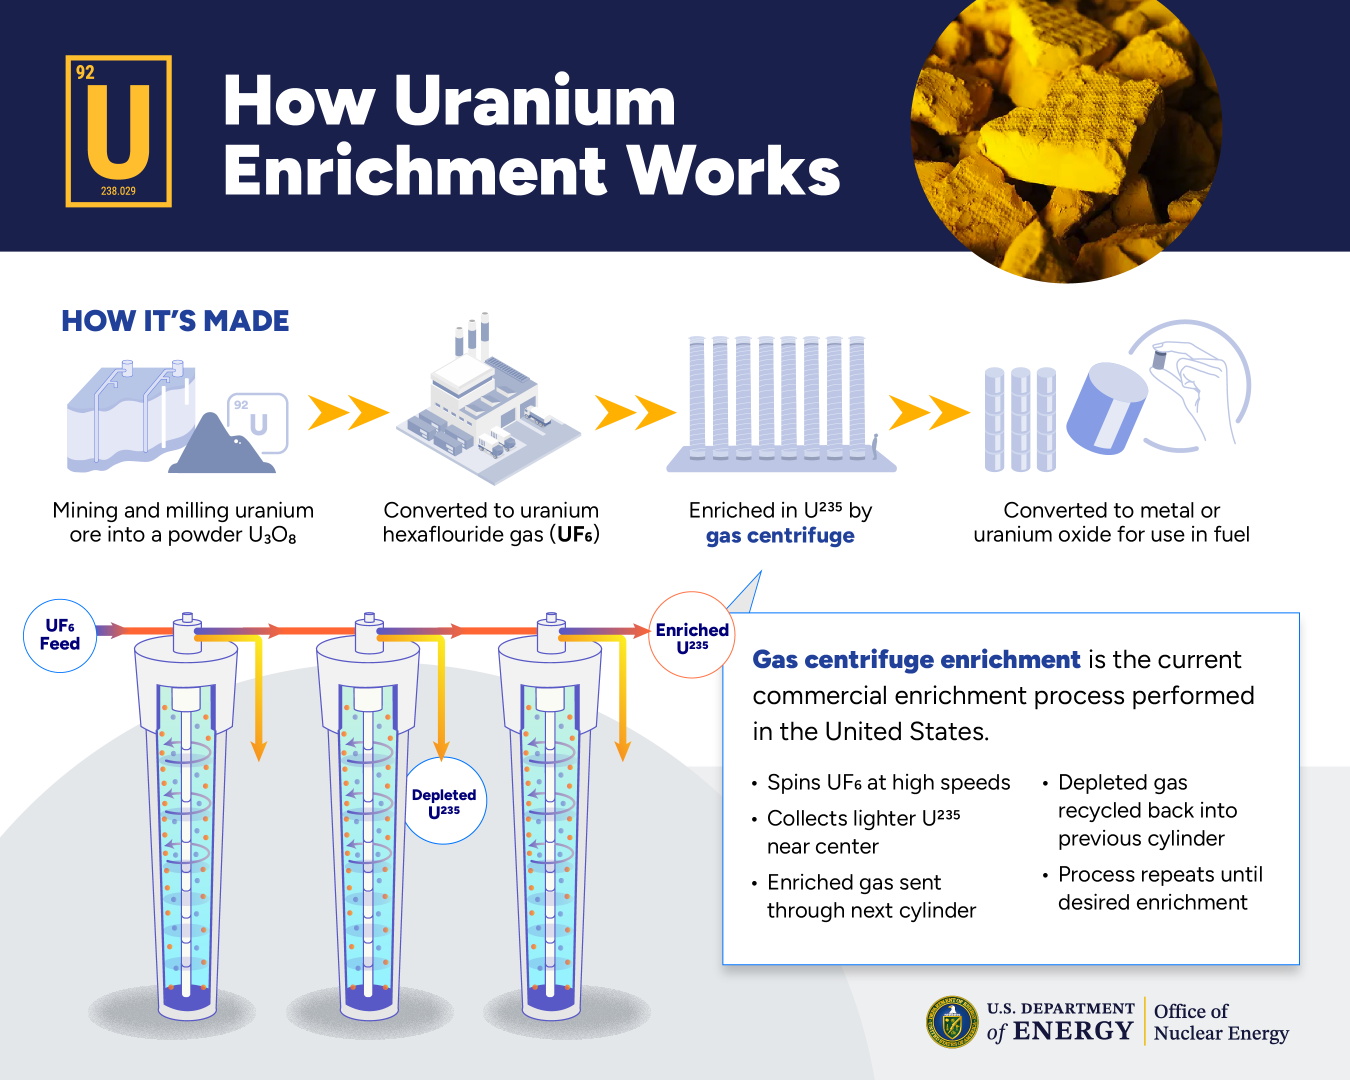 92
U
238.029
How Uranium
Enrichment Works
HOW IT'S MADE
92
U
Mining and milling uranium
ore into a powder U₃O₈
Converted to uranium
hexaflouride gas (UF₆)
Enriched in U²³⁵ by
gas centrifuge
Converted to metal or
uranium oxide for use in fuel
UF₆
Feed
Enriched
U²³⁵
Depleted
U²³⁵
Gas centrifuge enrichment is the current
commercial enrichment process performed
in the United States.
• Spins UF₆ at high speeds
• Collects lighter U²³⁵
near center
• Enriched gas sent
through next cylinder
• Depleted gas
recycled back into
previous cylinder
• Process repeats until
desired enrichment
U.S. DEPARTMENT
of ENERGY
Office of
Nuclear Energy